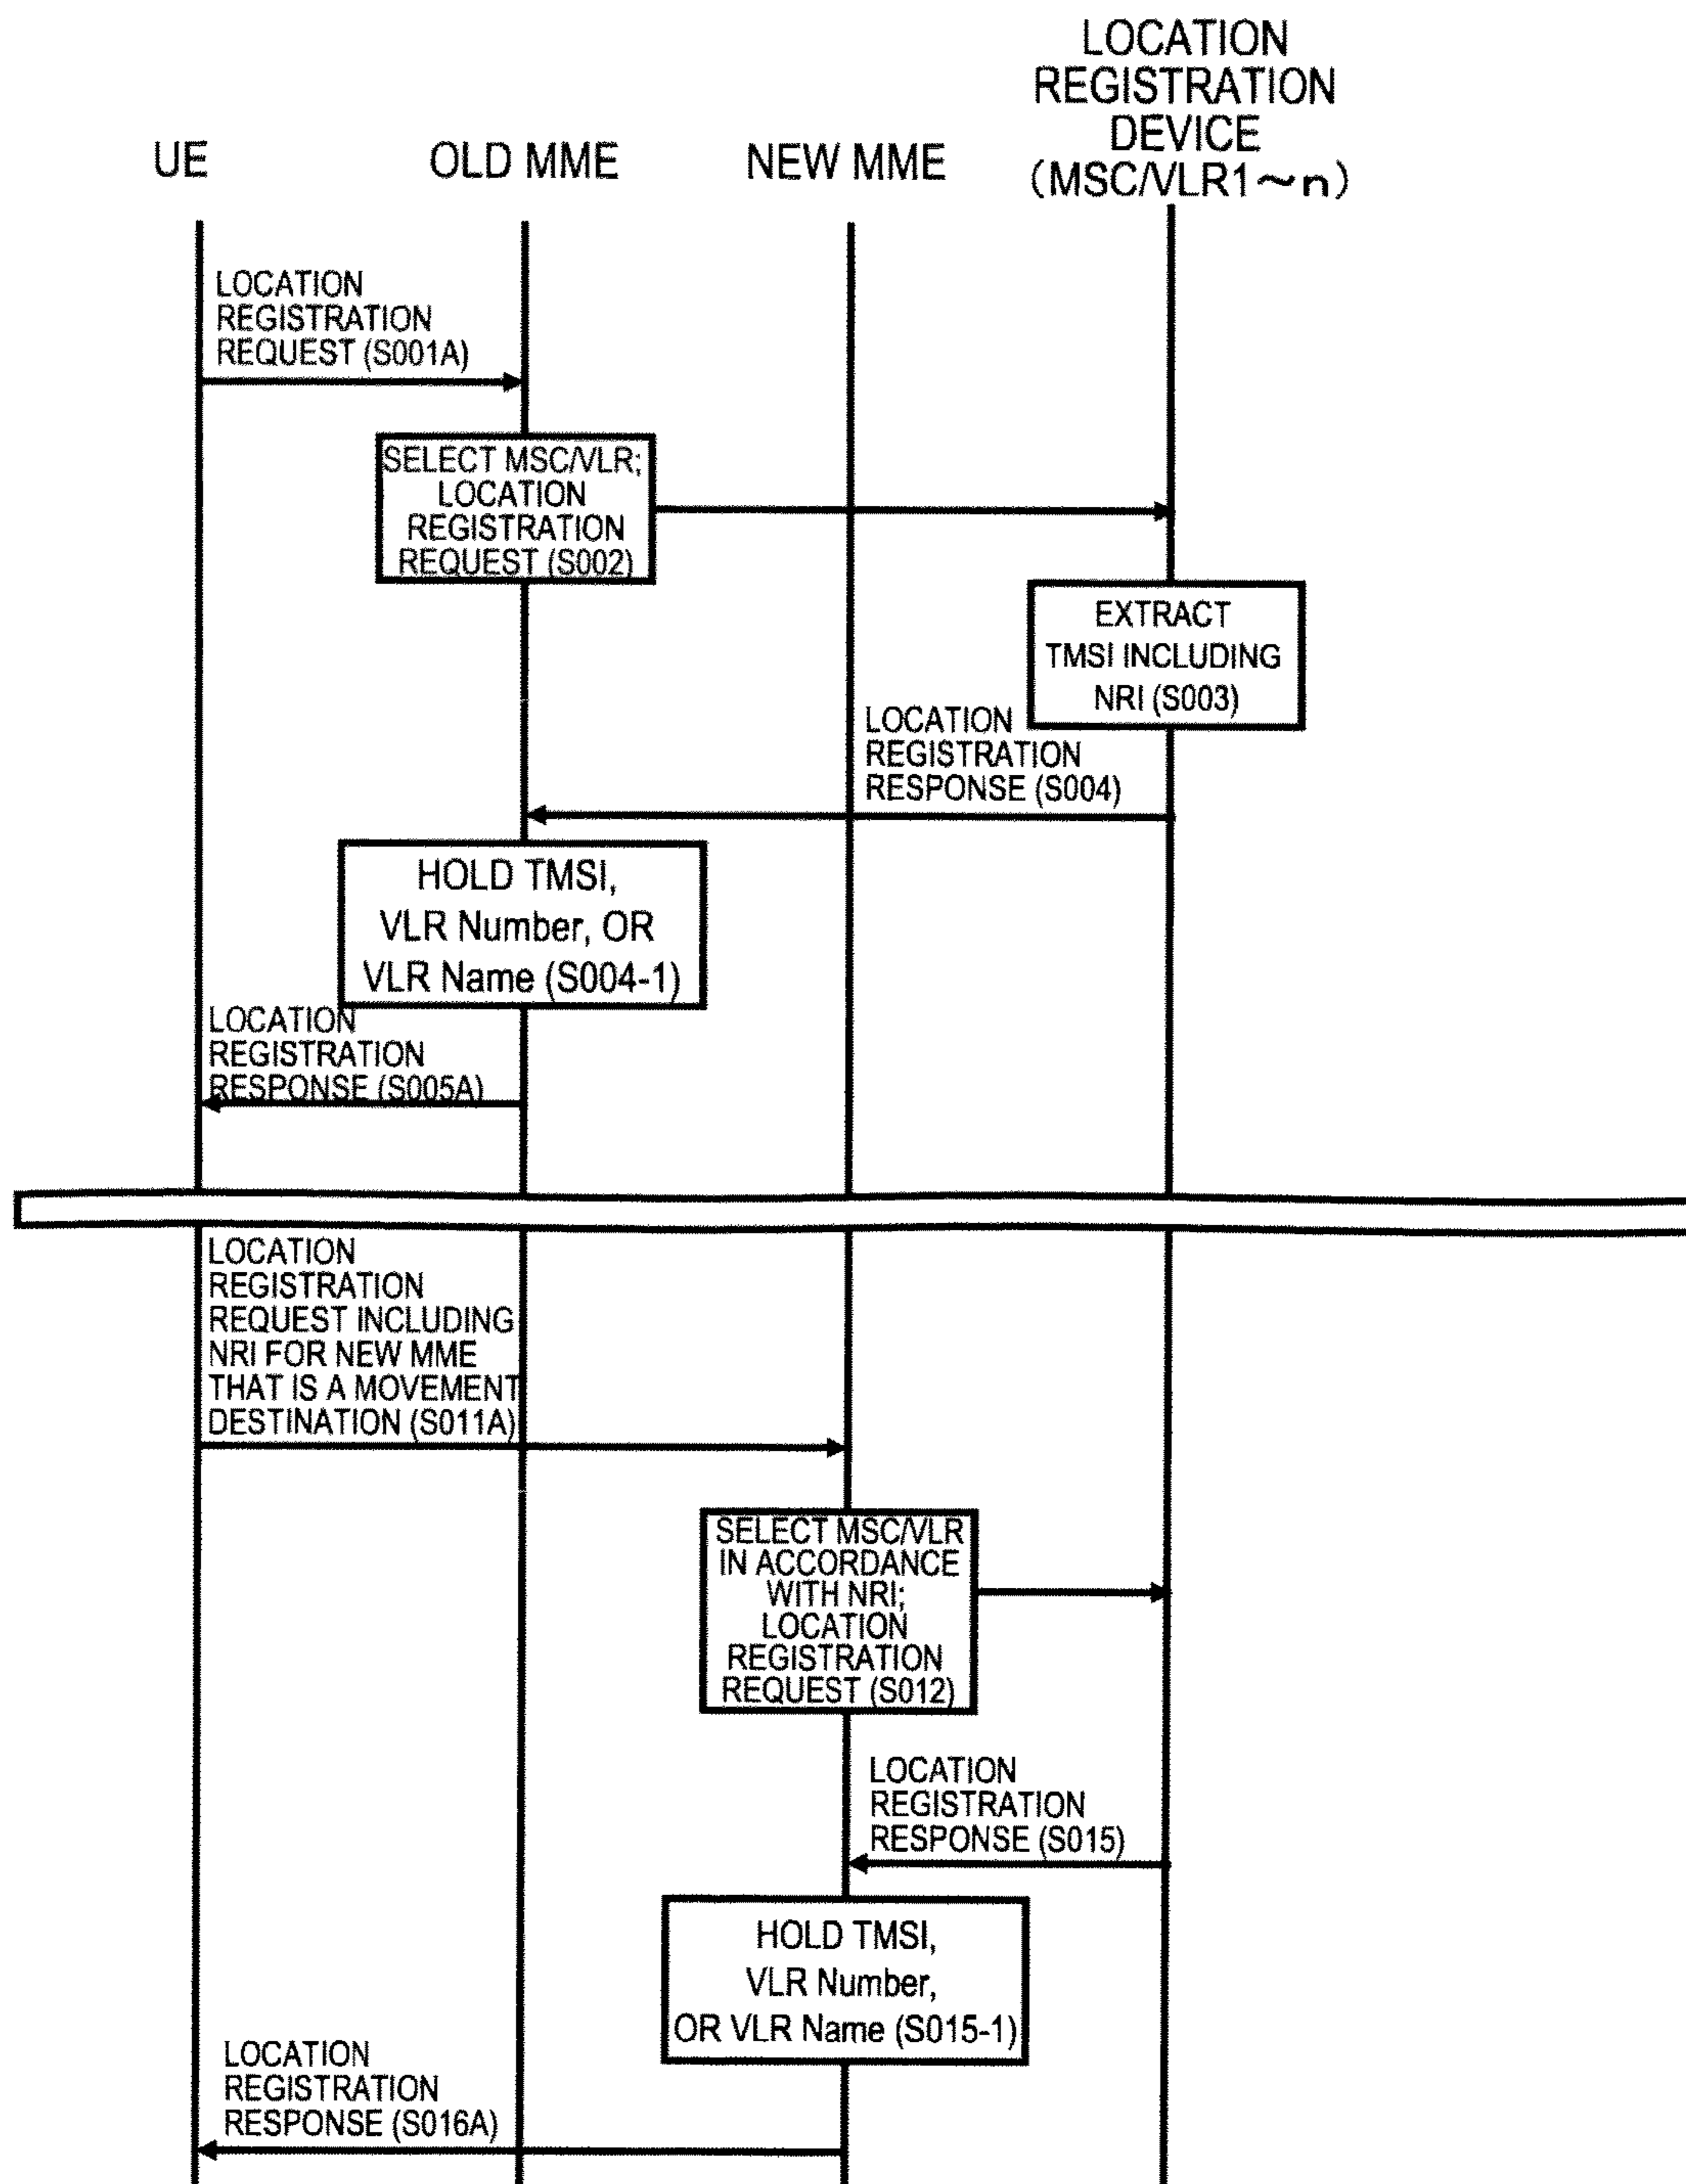 LOCATION
REGISTRATION
DEVICE
(MSC/VLR1~n)
UE
OLD MME
NEW MME
LOCATION
REGISTRATION
REQUEST (S001A)
SELECT MSC/VLR;
LOCATION
REGISTRATION
REQUEST (S002)
EXTRACT
TMSI INCLUDING
NRI (S003)
LOCATION
REGISTRATION
RESPONSE (S004)
HOLD TMSI,
VLR Number, OR
VLR Name (S004-1)
LOCATION
REGISTRATION
RESPONSE (S005A)
LOCATION
REGISTRATION
REQUEST INCLUDING
NRI FOR NEW MME
THAT IS A MOVEMENT
DESTINATION (S011A)
SELECT MSC/VLR
IN ACCORDANCE
WITH NRI;
LOCATION
REGISTRATION
REQUEST (S012)
LOCATION
REGISTRATION
RESPONSE (S015)
HOLD TMSI,
VLR Number,
OR VLR Name (S015-1)
LOCATION
REGISTRATION
RESPONSE (S016A)